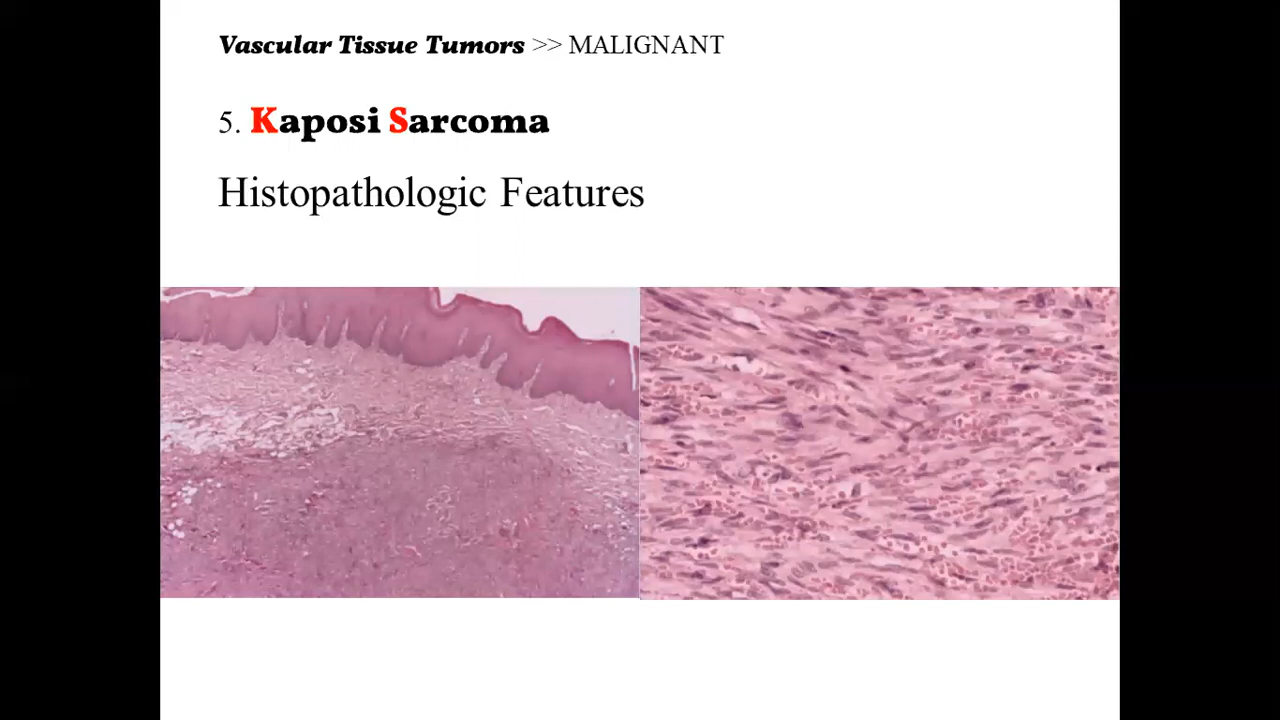 Vascular Tissue Tumors >> MALIGNANT
5. Kaposi Sarcoma
Histopathologic Features